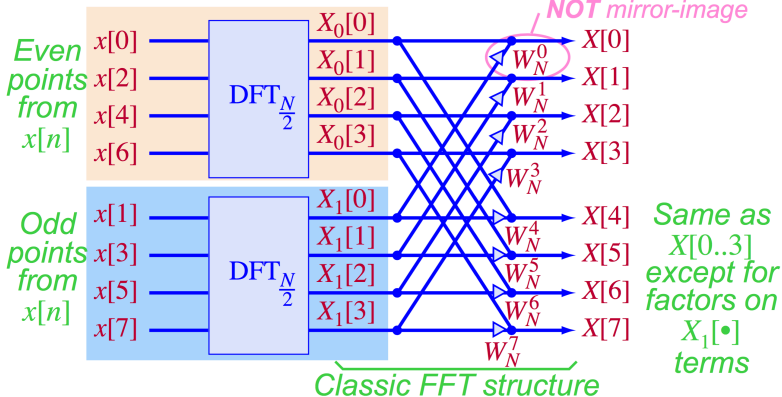 NOT mirror-image
Even
points
from
x[n]
x[0]
x[2]
x[4]
x[6]
DFT_{N/2}
X_0[0]
X_0[1]
X_0[2]
X_0[3]
W_N^0
W_N^1
W_N^2
W_N^3
X[0]
X[1]
X[2]
X[3]
Odd
points
from
x[n]
x[1]
x[3]
x[5]
x[7]
DFT_{N/2}
X_1[0]
X_1[1]
X_1[2]
X_1[3]
W_N^4
W_N^5
W_N^6
W_N^7
X[4]
X[5]
X[6]
X[7]
Same as
X[0..3]
except for
factors on
X_1[•]
terms
Classic FFT structure